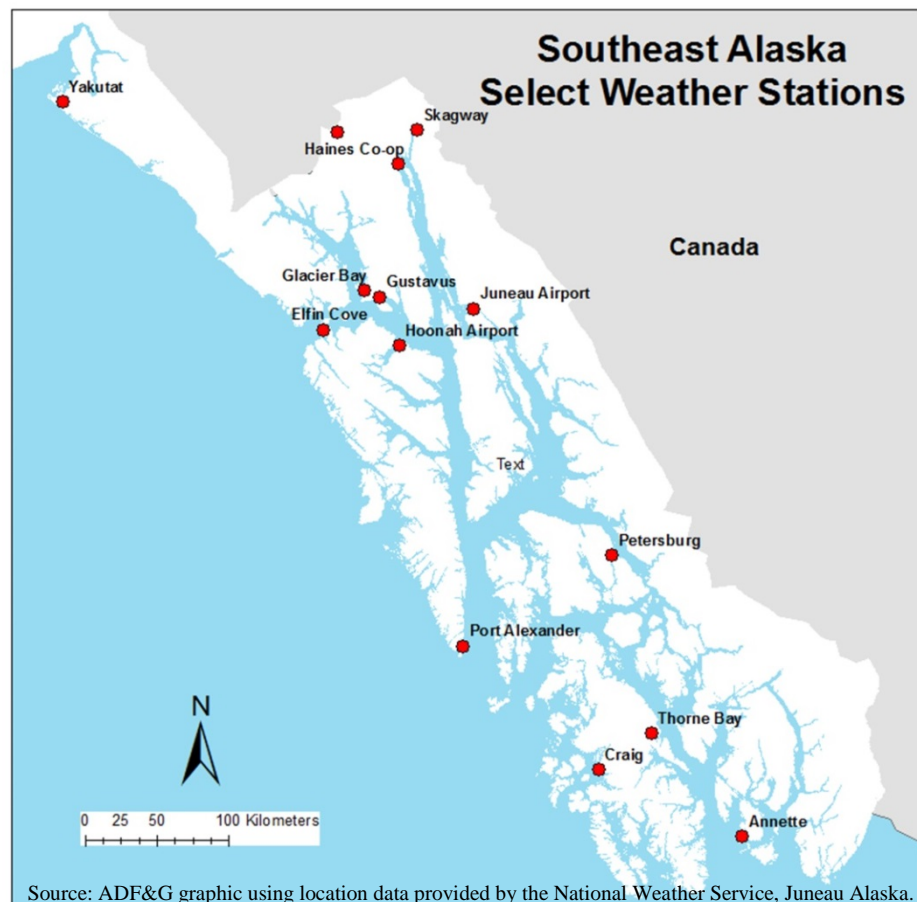 Southeast Alaska
Select Weather Stations
Yakutat
Skagway
Haines Co-op
Canada
Glacier Bay
Gustavus
Juneau Airport
Elfin Cove
Hoonah Airport
Text
Petersburg
Port Alexander
N
Thorne Bay
Craig
0 25 50 100 Kilometers
Annette
Source: ADF&G graphic using location data provided by the National Weather Service, Juneau Alaska.